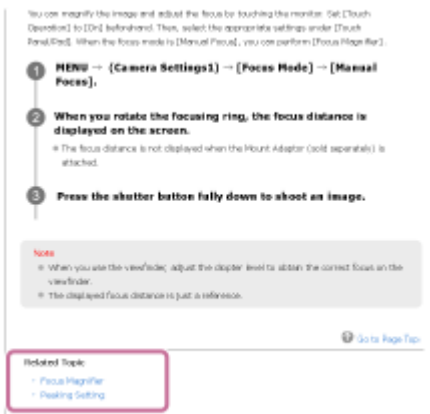 You can magnify the image and adjust the focus by touching the monitor. Set [Touch
Operation] to [On] beforehand. Then, select the appropriate settings under [Touch
Panel/Pad]. When the focus mode is [Manual Focus], you can perform [Focus Magnifier].
1 MENU → (Camera Settings1) → [Focus Mode] → [Manual
Focus].
2 When you rotate the focusing ring, the focus distance is
displayed on the screen.
The focus distance is not displayed when the Mount Adaptor (sold separately) is
attached.
3 Press the shutter button fully down to shoot an image.
Note
When you use the viewfinder, adjust the diopter level to obtain the correct focus on the
viewfinder.
The displayed focus distance is just a reference.
Go to Page Top
Related Topic
Focus Magnifier
Peaking Setting